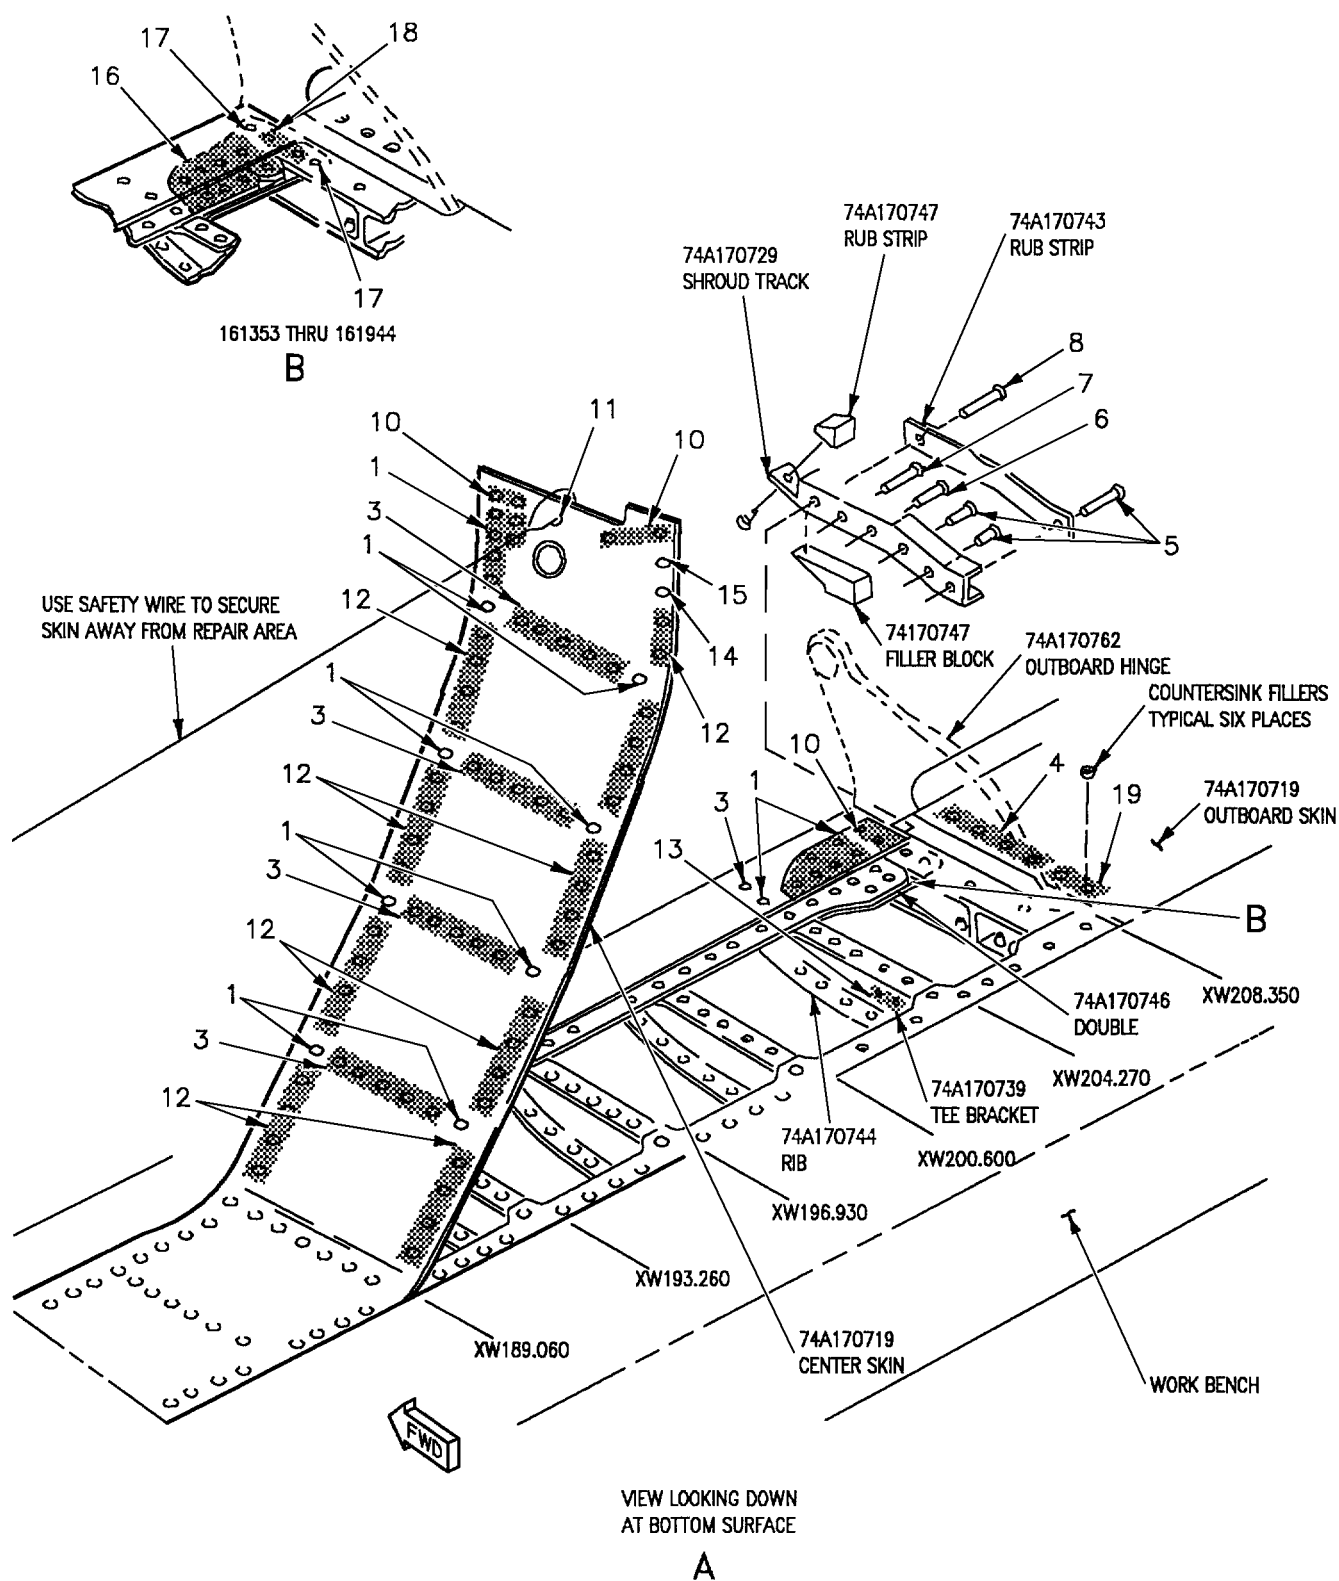 17
18
16
17
161353 THRU 161944
B
74A170747
RUB STRIP
74A170743
RUB STRIP
74A170729
SHROUD TRACK
8
7
6
5
10
11
10
1
3
1
12
15
14
12
USE SAFETY WIRE TO SECURE
SKIN AWAY FROM REPAIR AREA
74170747
FILLER BLOCK
74A170762
OUTBOARD HINGE
COUNTERSINK FILLERS
TYPICAL SIX PLACES
1
3
12
1
3
12
1
3
12
10
1
3
13
4
19
74A170719
OUTBOARD SKIN
B
XW208.350
74A170746
DOUBLE
XW204.270
74A170739
TEE BRACKET
74A170744
RIB
XW200.600
XW196.930
XW193.260
XW189.060
74A170719
CENTER SKIN
WORK BENCH
FWD
VIEW LOOKING DOWN
AT BOTTOM SURFACE
A